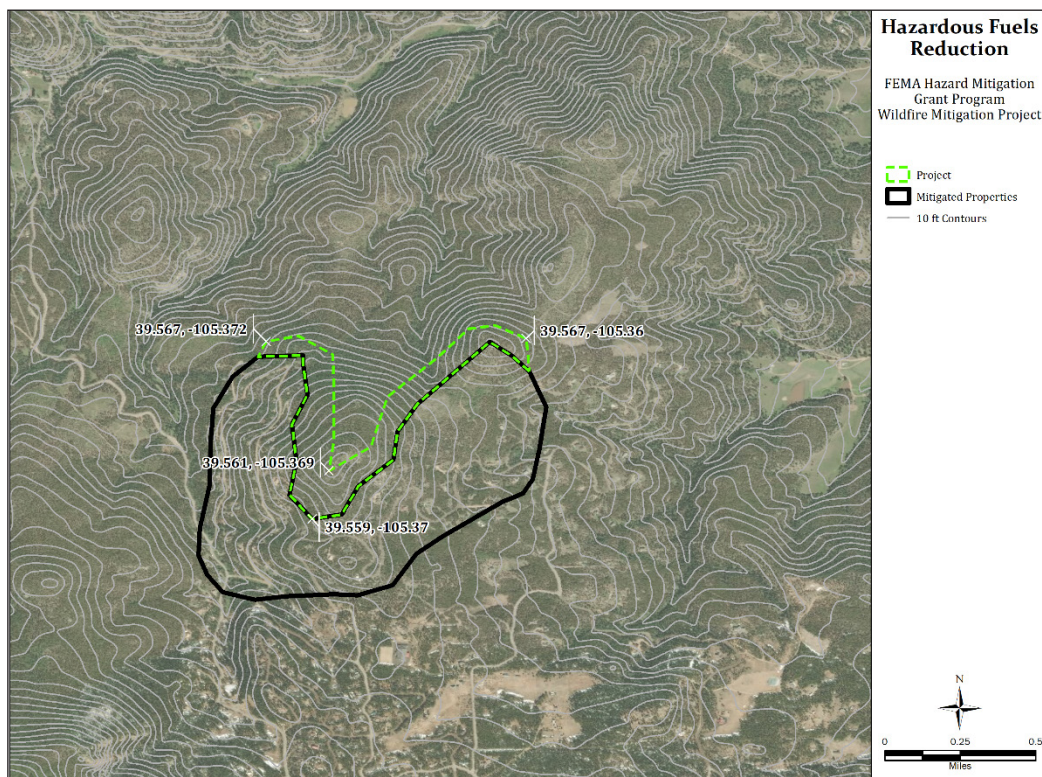 Hazardous Fuels
Reduction
FEMA Hazard Mitigation
Grant Program
Wildfire Mitigation Project
Project
Mitigated Properties
10 ft Contours
39.567, -105.372
39.567, -105.36
39.561, -105.369
39.559, -105.37
N
0 0.25 0.5
Miles